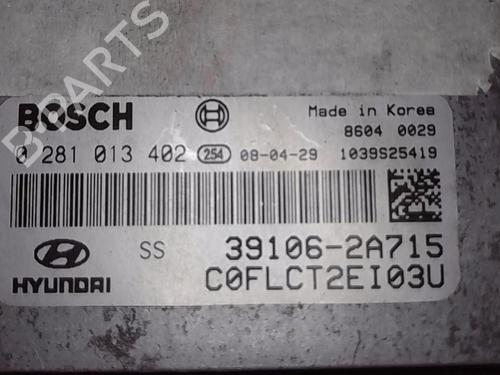 BOSCH Made in Korea
8604 0029
0 281 013 402 254 08-04-29 1039S25419
SS 39106-2A715
HYUNDAI C0FLCT2EI03U
B-PARTS